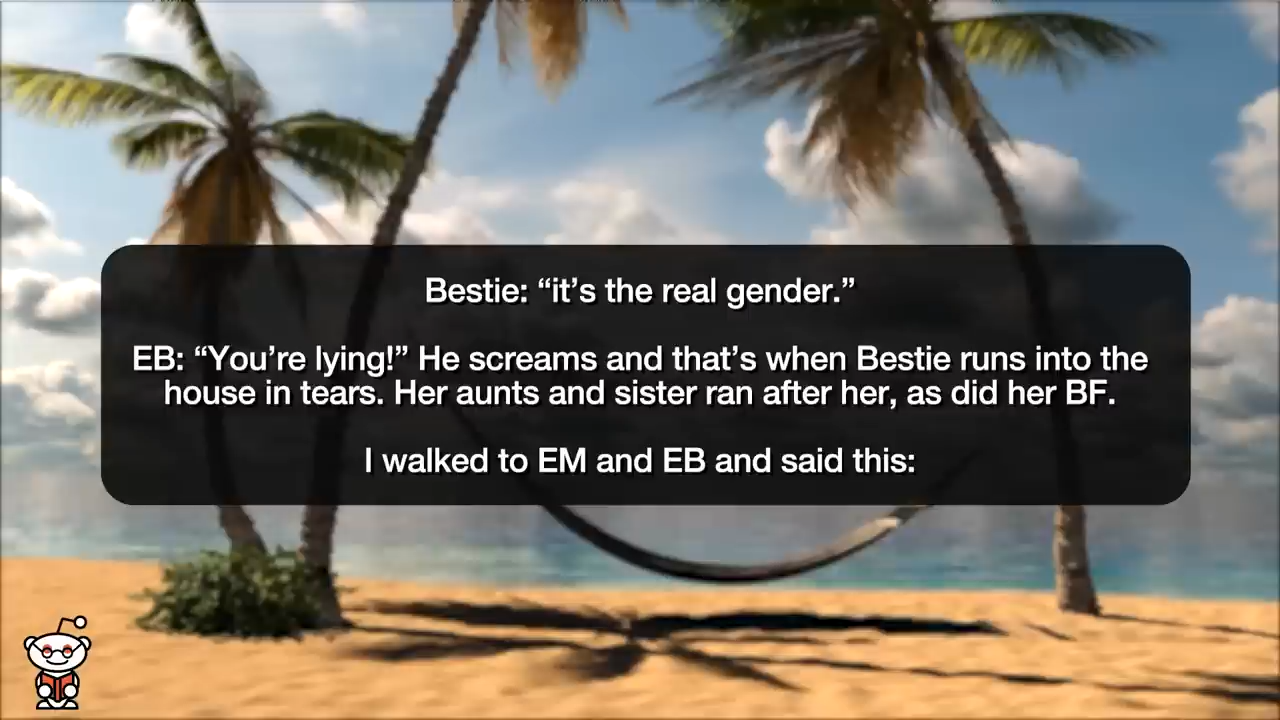 Bestie: “it’s the real gender.”
EB: “You’re lying!” He screams and that’s when Bestie runs into the
house in tears. Her aunts and sister ran after her, as did her BF.
I walked to EM and EB and said this: